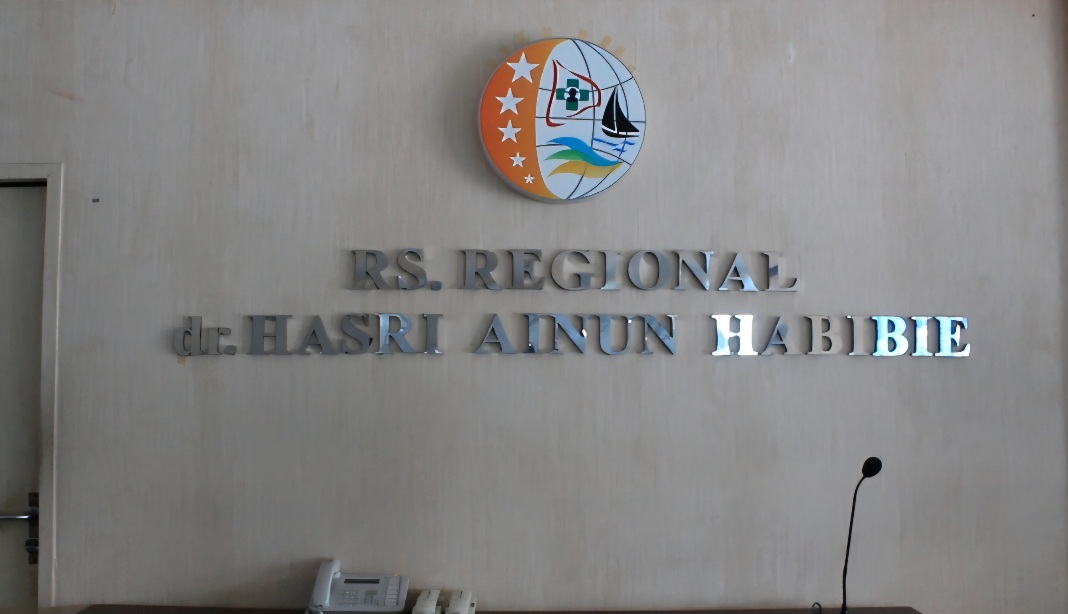 RS. REGIONAL
dr. HASRI AINUN HABIBIE